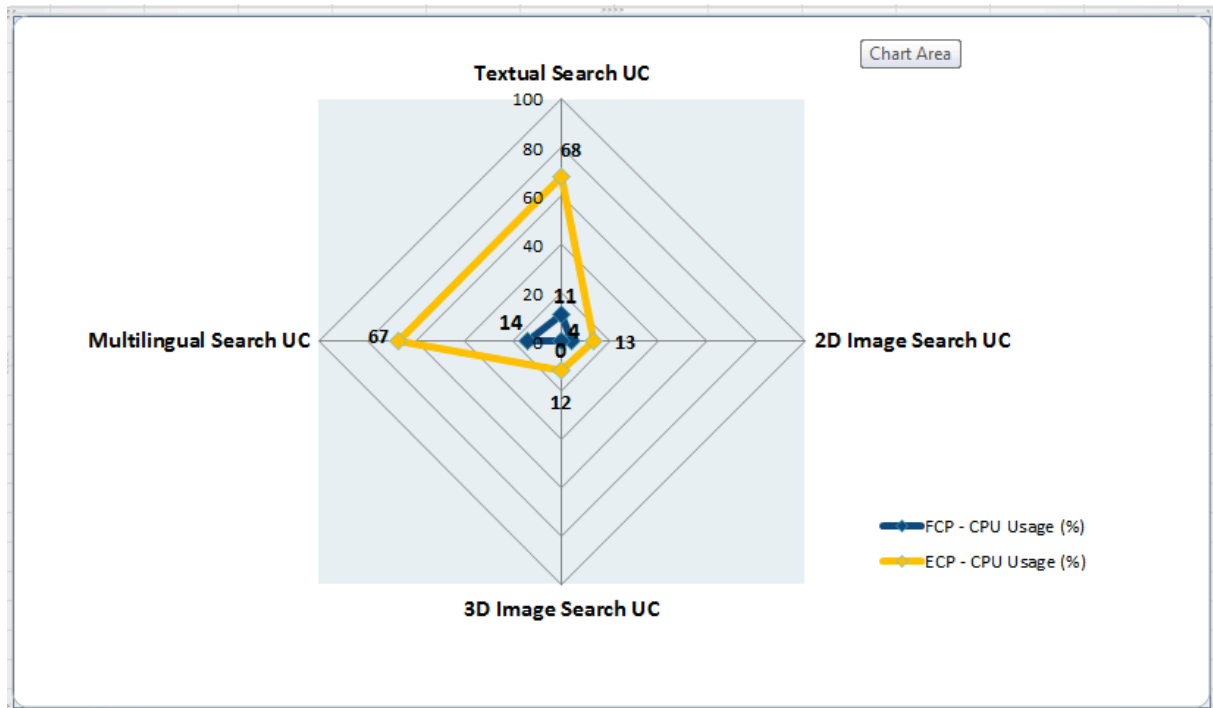 Chart Area
Textual Search UC
100
80
68
60
40
20
11
14
4
Multilingual Search UC
67
0
0
13
2D Image Search UC
12
3D Image Search UC
FCP - CPU Usage (%)
ECP - CPU Usage (%)